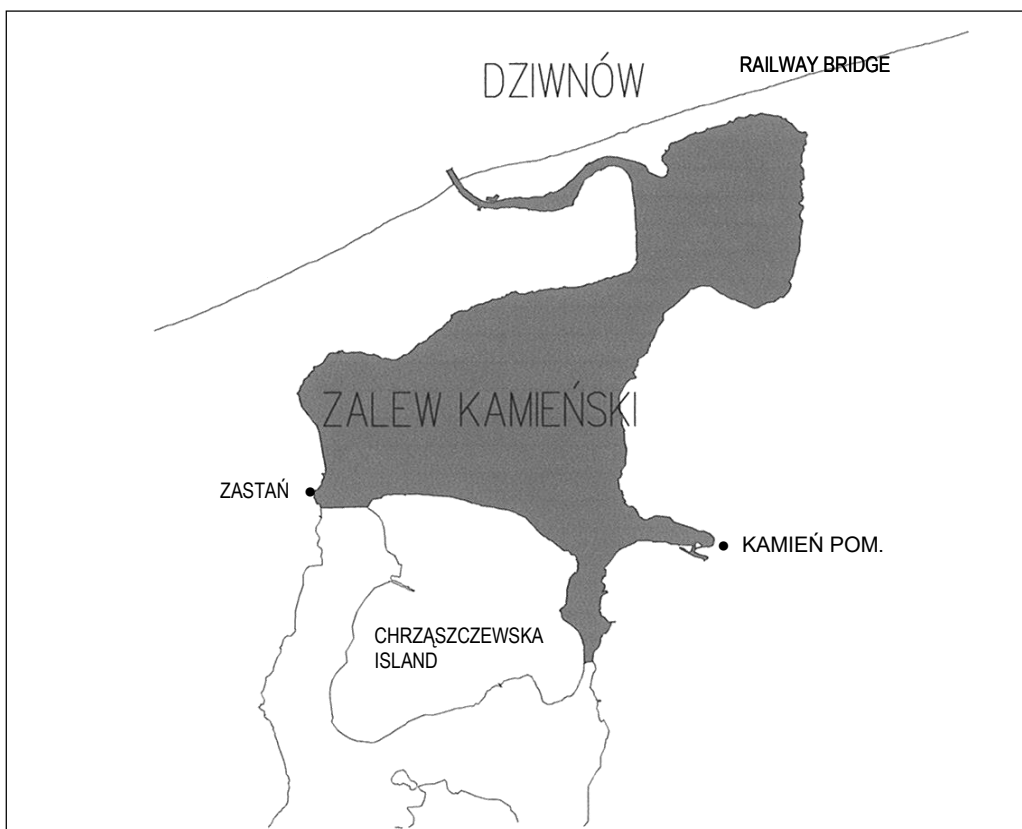 DZIWNÓW
RAILWAY BRIDGE
ZALEW KAMIEŃSKI
ZASTAŃ
KAMIEŃ POM.
CHRZĄSZCZEWSKA
ISLAND